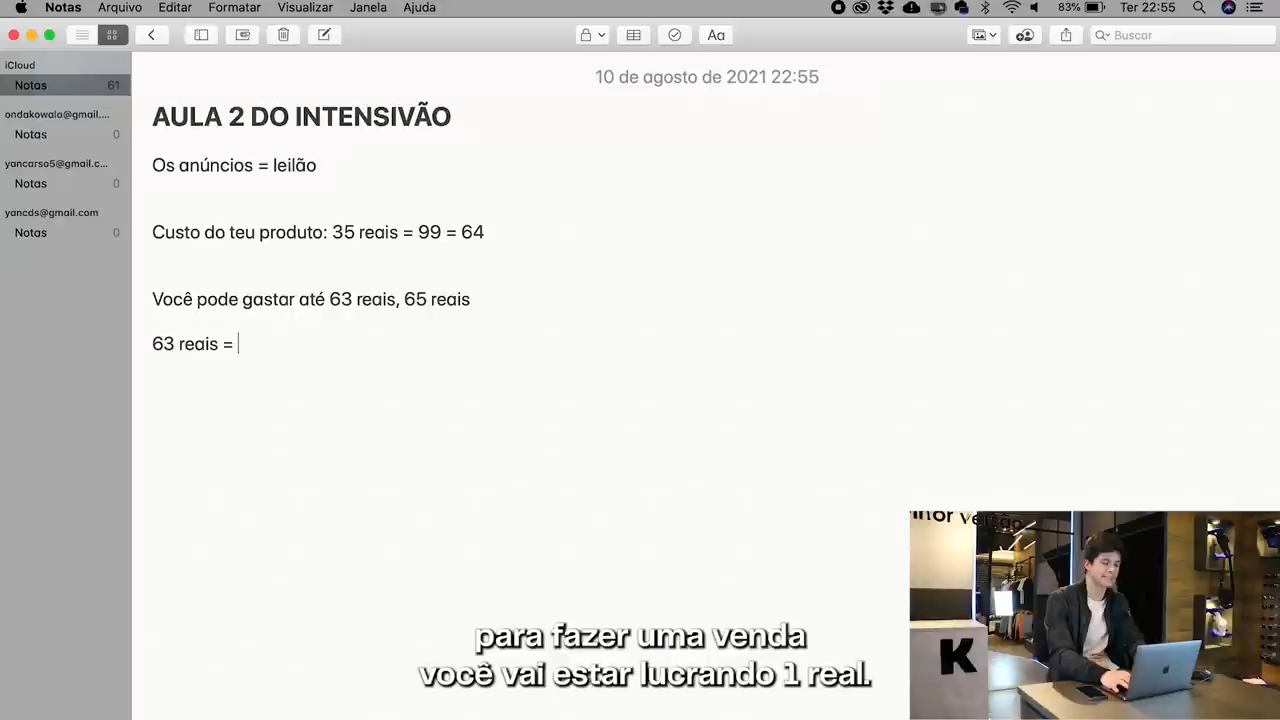 Notas Arquivo Editar Formatar Visualizar Janela Ajuda 83% Ter 22:55
Aa Buscar
iCloud
Notas 61
ondakowala@gmail....
Notas 0
yancarso5@gmail.c...
Notas 0
yancds@gmail.com
Notas 0
10 de agosto de 2021 22:55
AULA 2 DO INTENSIVÃO
Os anúncios = leilão
Custo do teu produto: 35 reais = 99 = 64
Você pode gastar até 63 reais, 65 reais
63 reais =
versão
K
para fazer uma venda
você vai estar lucrando 1 real.